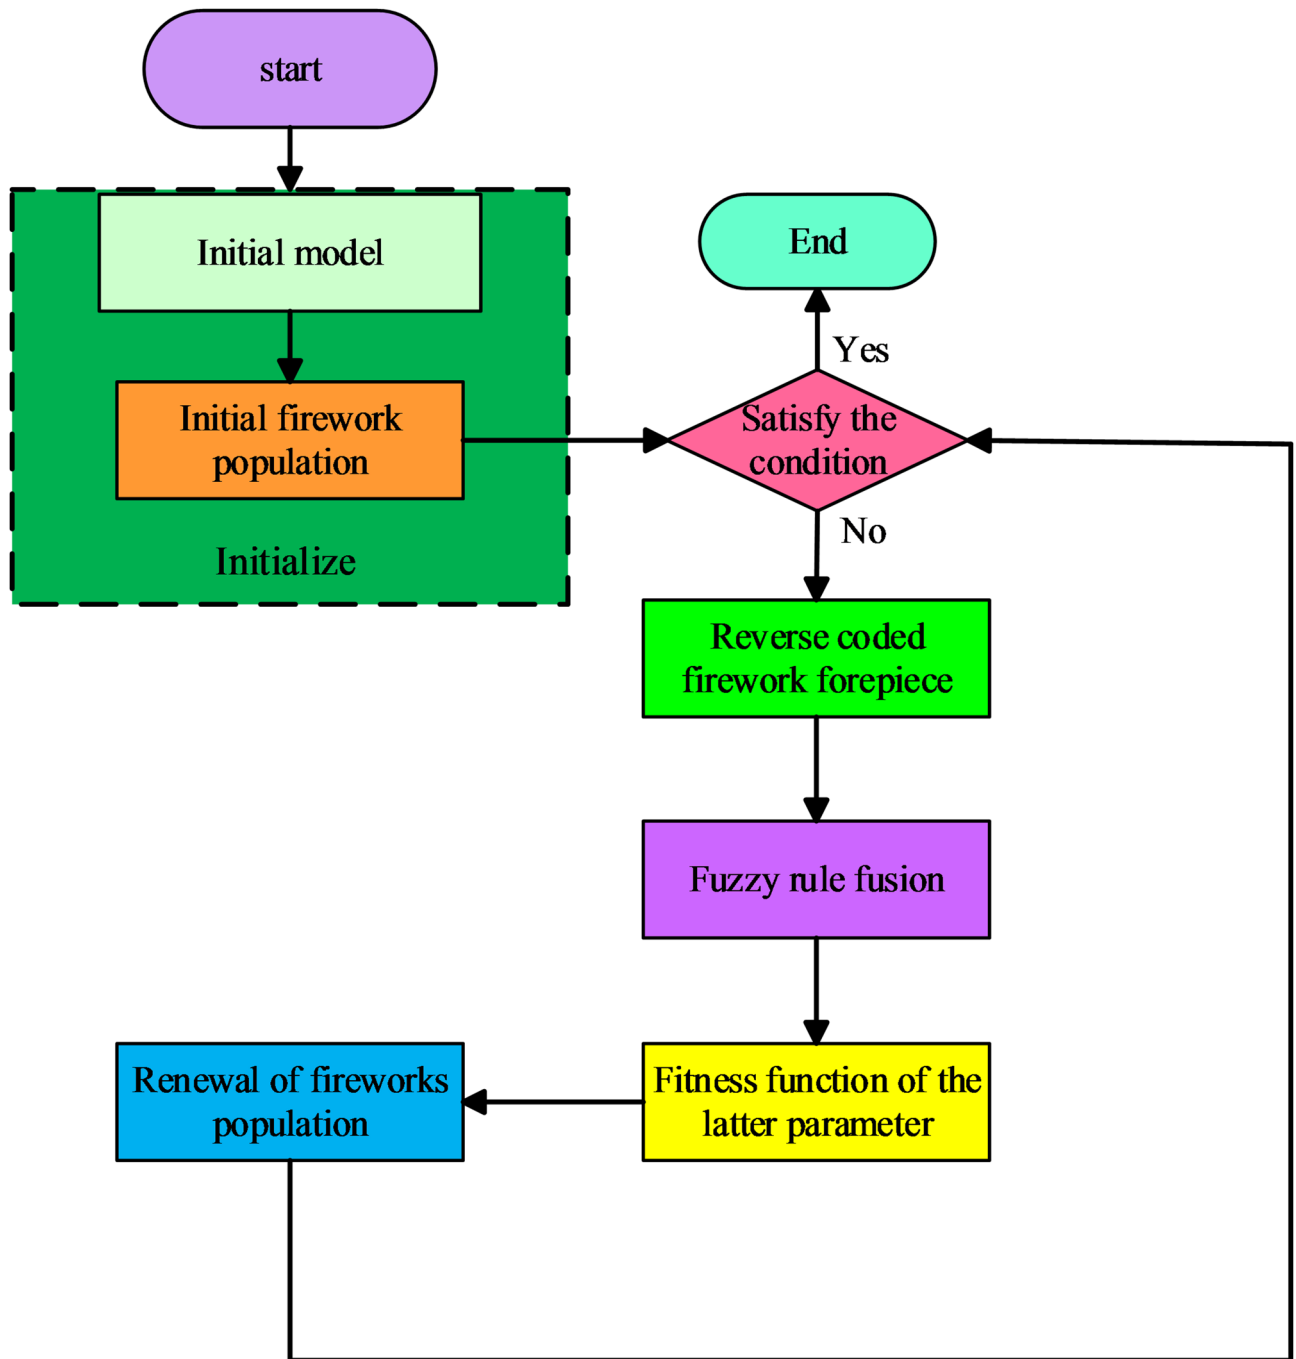 start
Initial model
Initial firework
population
Initialize
End
Yes
Satisfy the
condition
No
Reverse coded
firework forepiece
Fuzzy rule fusion
Fitness function of the
latter parameter
Renewal of fireworks
population